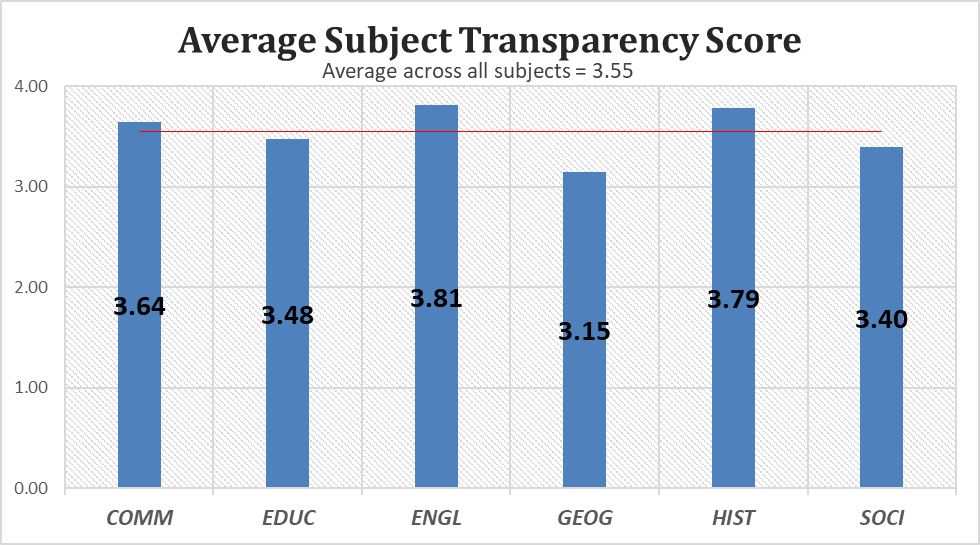 Average Subject Transparency Score
Average across all subjects = 3.55
4.00
3.00
2.00
1.00
0.00
3.64
3.48
3.81
3.15
3.79
3.40
COMM
EDUC
ENGL
GEOG
HIST
SOCI